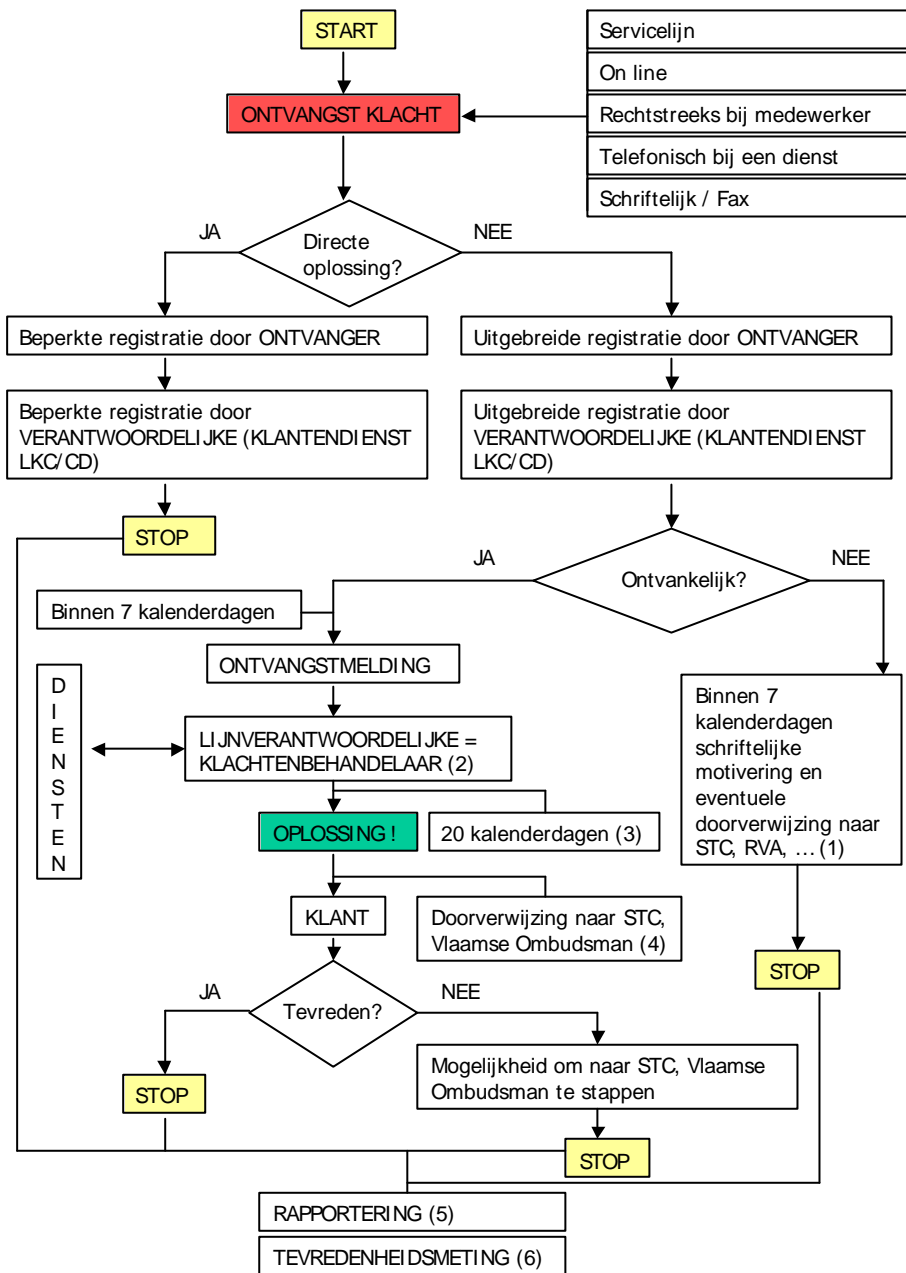 START
Servicelijn
On line
ONTVANGST KLACHT
Rechtstreeks bij medewerker
Telefonisch bij een dienst
Schriftelijk / Fax
JA
NEE
Directe
oplossing?
Beperkte registratie door ONTVANGER
Uitgebreide registratie door ONTVANGER
Beperkte registratie door
VERANTWOORDELIJKE (KLANTENDIENST
LKC/CD)
Uitgebreide registratie door
VERANTWOORDELIJKE (KLANTENDIENST
LKC/CD)
STOP
JA
NEE
Ontvankelijk?
Binnen 7 kalenderdagen
ONTVANGSTMELDING
D
I
E
N
S
T
E
N
LIJNVERANTWOORDELIJKE =
KLACHTENBEHANDELAAR (2)
Binnen 7
kalenderdagen
schriftelijke
motivering en
eventuele
doorverwijzing naar
STC, RVA, … (1)
OPLOSSING !
20 kalenderdagen (3)
KLANT
Doorverwijzing naar STC,
Vlaamse Ombudsman (4)
STOP
JA
NEE
Tevreden?
STOP
Mogelijkheid om naar STC, Vlaamse
Ombudsman te stappen
STOP
RAPPORTERING (5)
TEVREDENHEIDSMETING (6)